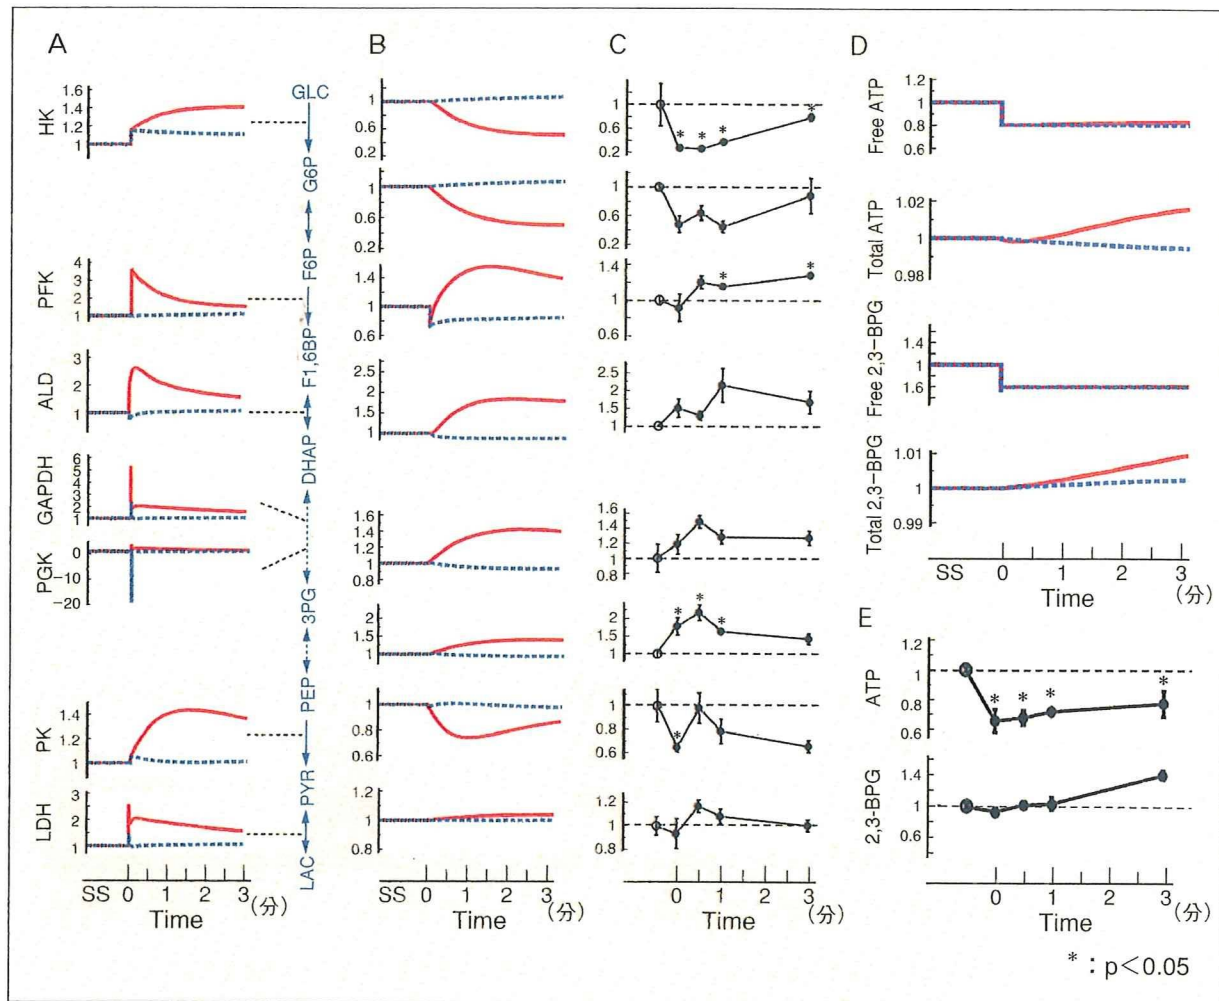 A
HK
1.6
1.4
1.2
1
PFK
4
3
2
1
ALD
3
2
1
GAPDH
6
5
4
3
2
1
PGK
0
-10
-20
PK
1.4
1.2
1
LDH
2
1
SS 0 1 2 3 (分)
Time
GLC
G6P
F6P
F1,6BP
DHAP
3PG
PEP
PYR
LAC
B
1
0.6
0.2
1
0.6
0.2
1.4
1
0.6
2.5
2
1.5
1
1.6
1.4
1.2
1
0.8
2
1.5
1
1
0.8
0.6
0.4
1.2
1
0.8
SS 0 1 2 3 (分)
Time
C
1
0.6
0.2
* * * *
1
0.6
0.2
1.4
1
0.6
* *
2.5
2
1.5
1
1.6
1.4
1.2
1
0.8
2
1.5
1
* * *
1
0.8
0.6
0.4
*
1.2
1
0.8
0 1 2 3 (分)
Time
D
Free ATP
1.2
1
0.8
0.6
Total ATP
1.02
1
0.98
Free 2,3-BPG
1.4
1
1.6
Total 2,3-BPG
1.01
1
0.99
SS 0 1 2 3 (分)
Time
E
ATP
1
0.8
0.6
* * * *
2,3-BPG
1.4
1
0.6
0 1 2 3 (分)
Time
*：p<0.05